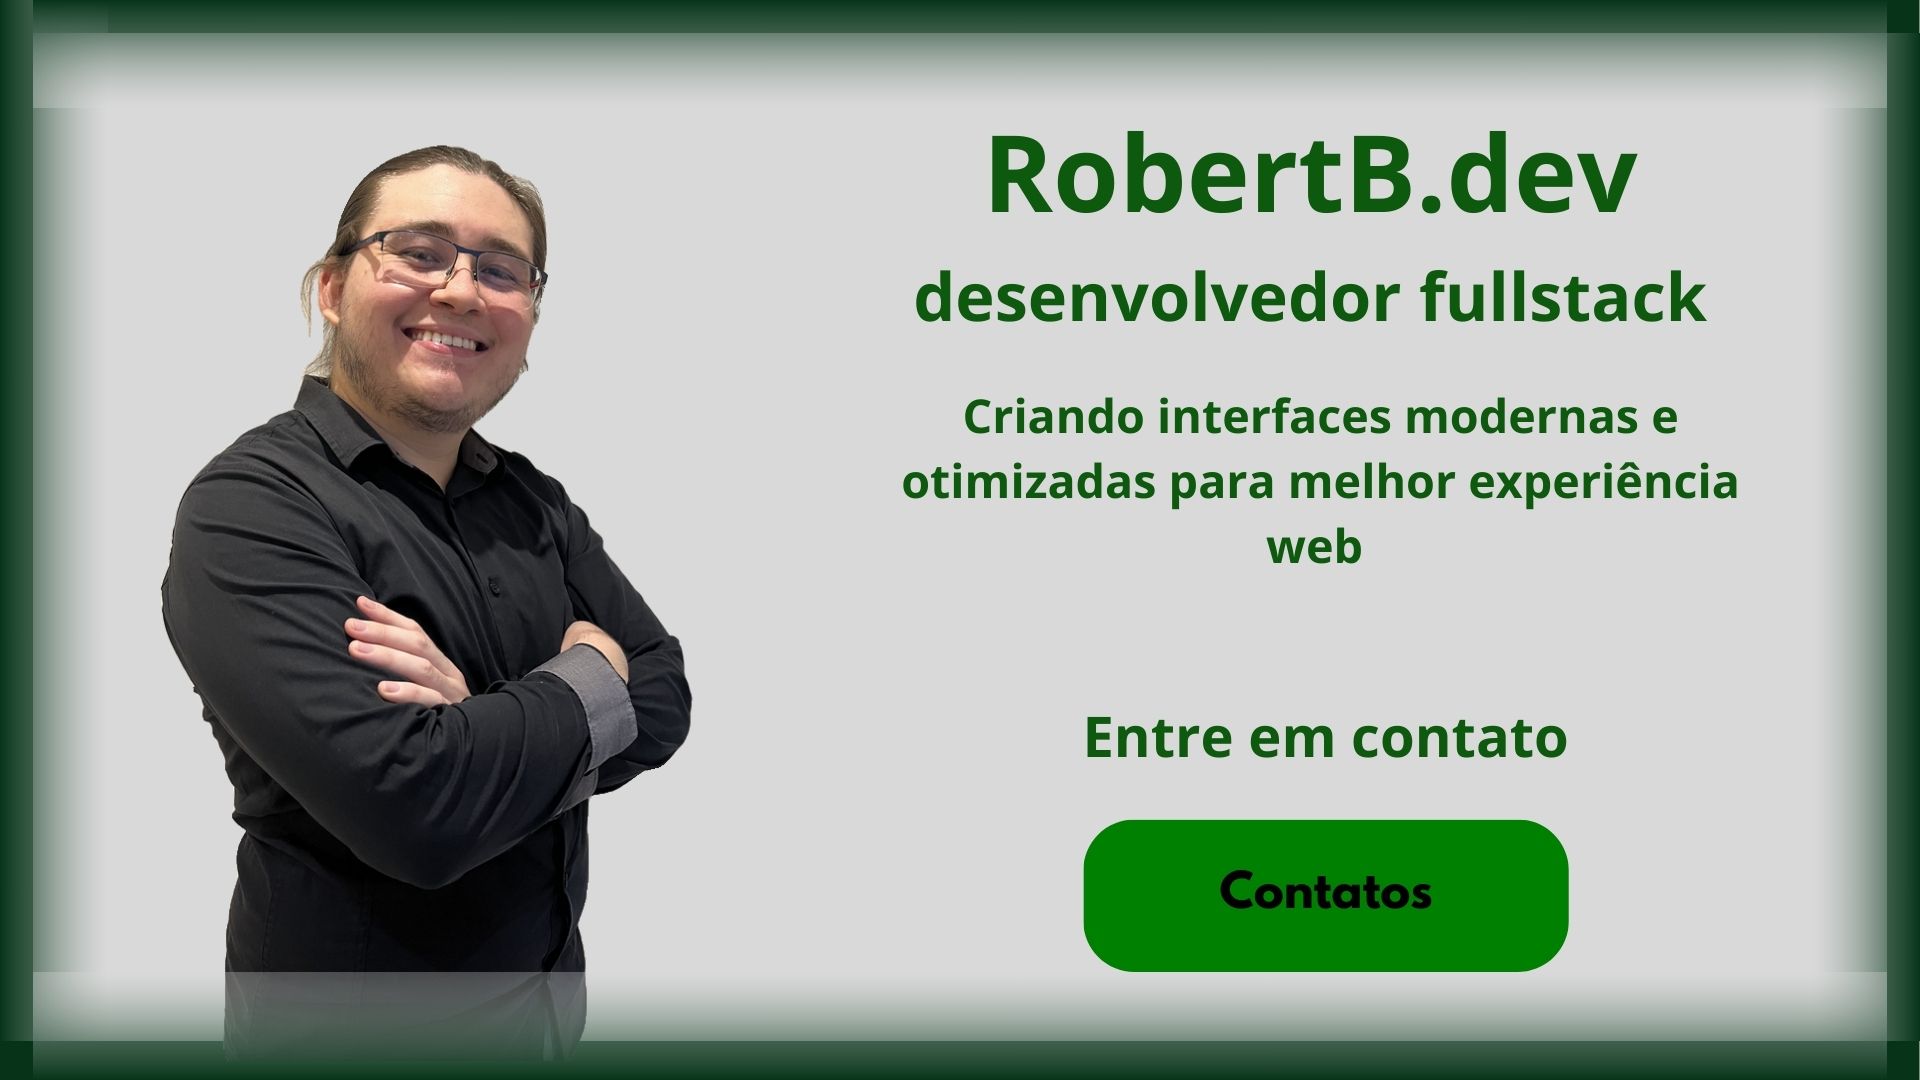 RobertB.dev
desenvolvedor fullstack
Criando interfaces modernas e
otimizadas para melhor experiência
web
Entre em contato
Contatos